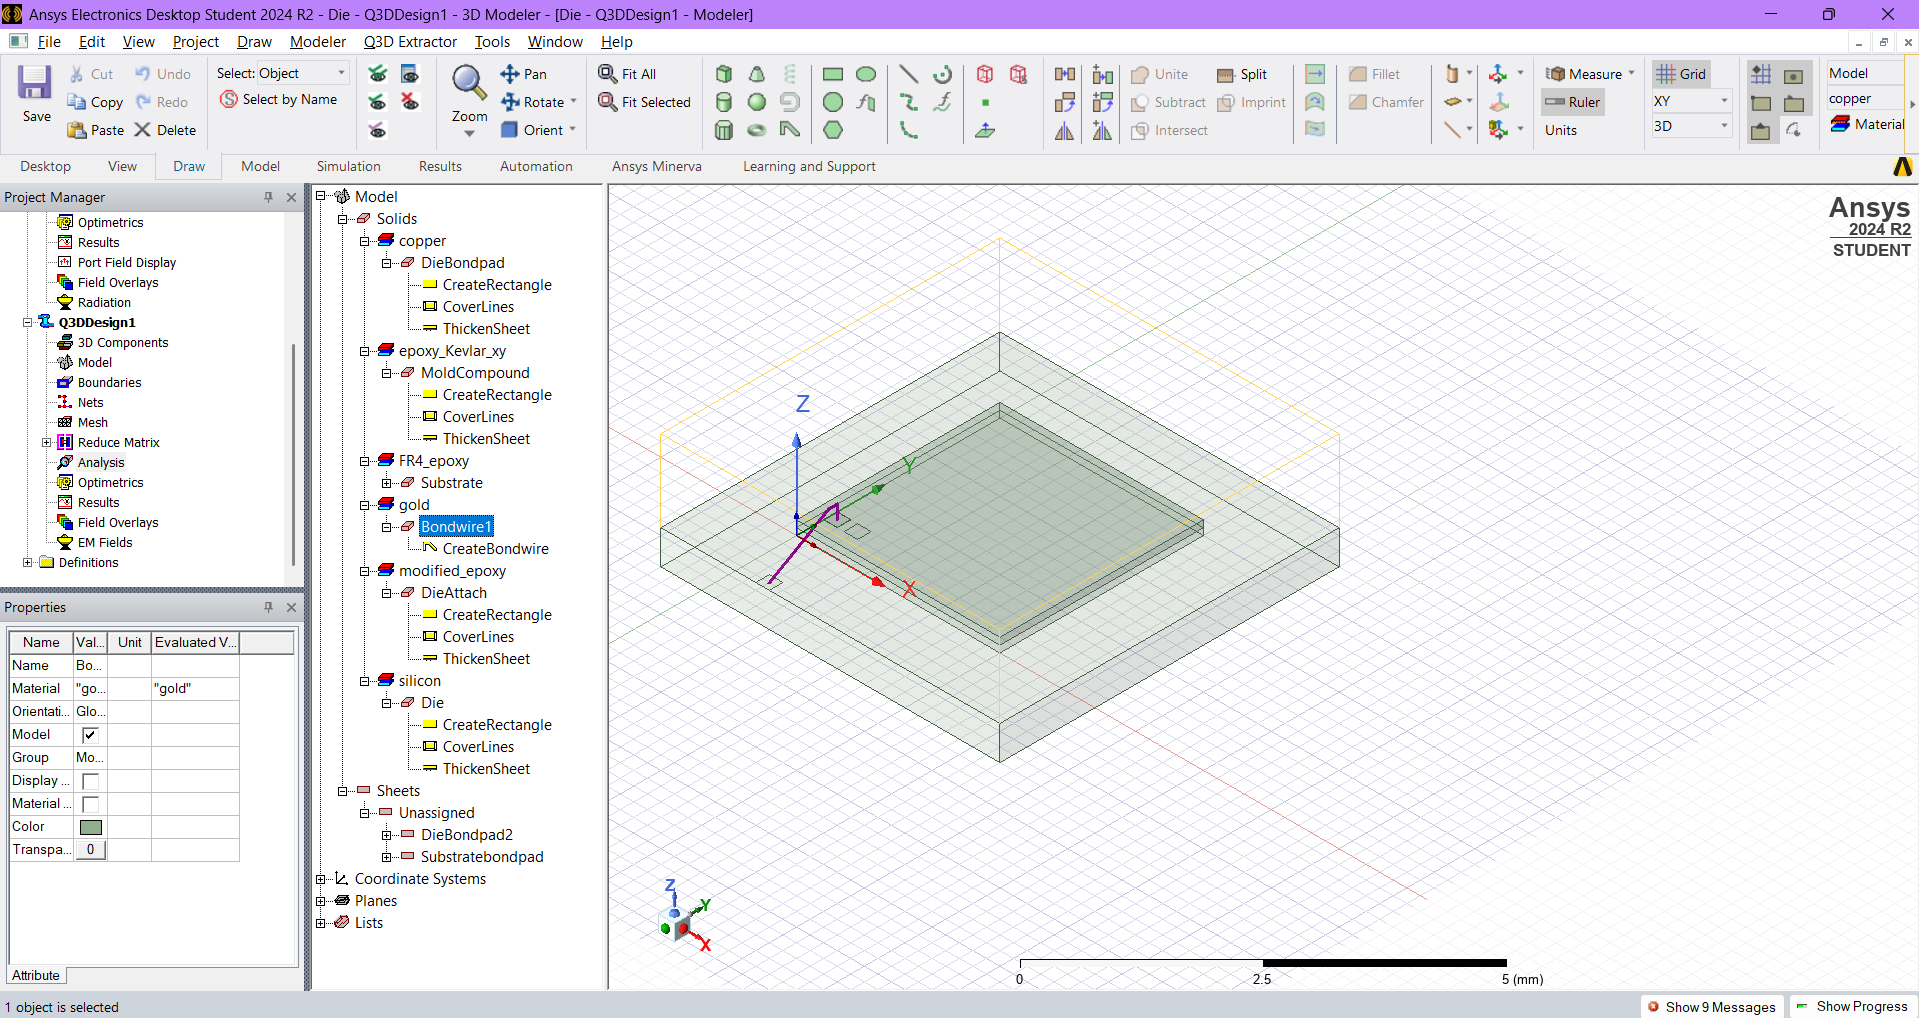 Ansys Electronics Desktop Student 2024 R2 - Die - Q3DDesign1 - 3D Modeler - [Die - Q3DDesign1 - Modeler]
File Edit View Project Draw Modeler Q3D Extractor Tools Window Help
Save
Cut
Copy
Paste
Undo
Redo
Delete
Select: Object
Select by Name
Zoom
Pan
Rotate
Orient
Fit All
Fit Selected
Unite
Subtract
Intersect
Split
Imprint
Fillet
Chamfer
Measure
Ruler
Units
Grid
XY
3D
Model
copper
Material
Desktop View Draw Model Simulation Results Automation Ansys Minerva Learning and Support
Project Manager
Optimetrics
Results
Port Field Display
Field Overlays
Radiation
Q3DDesign1
3D Components
Model
Boundaries
Nets
Mesh
Reduce Matrix
Analysis
Optimetrics
Results
Field Overlays
EM Fields
Definitions
Properties
Name Val... Unit Evaluated V...
Name Bo...
Material "go... "gold"
Orientati... Glo...
Model
Group Mo...
Display ...
Material ...
Color
Transpa... 0
Attribute
Model
Solids
copper
DieBondpad
CreateRectangle
CoverLines
ThickenSheet
epoxy_Kevlar_xy
MoldCompound
CreateRectangle
CoverLines
ThickenSheet
FR4_epoxy
Substrate
gold
Bondwire1
CreateBondwire
modified_epoxy
DieAttach
CreateRectangle
CoverLines
ThickenSheet
silicon
Die
CreateRectangle
CoverLines
ThickenSheet
Sheets
Unassigned
DieBondpad2
Substratebondpad
Coordinate Systems
Planes
Lists
Ansys
2024 R2
STUDENT
Z
Y
X
Z
Y
X
0 2.5 5 (mm)
1 object is selected
Show 9 Messages
Show Progress